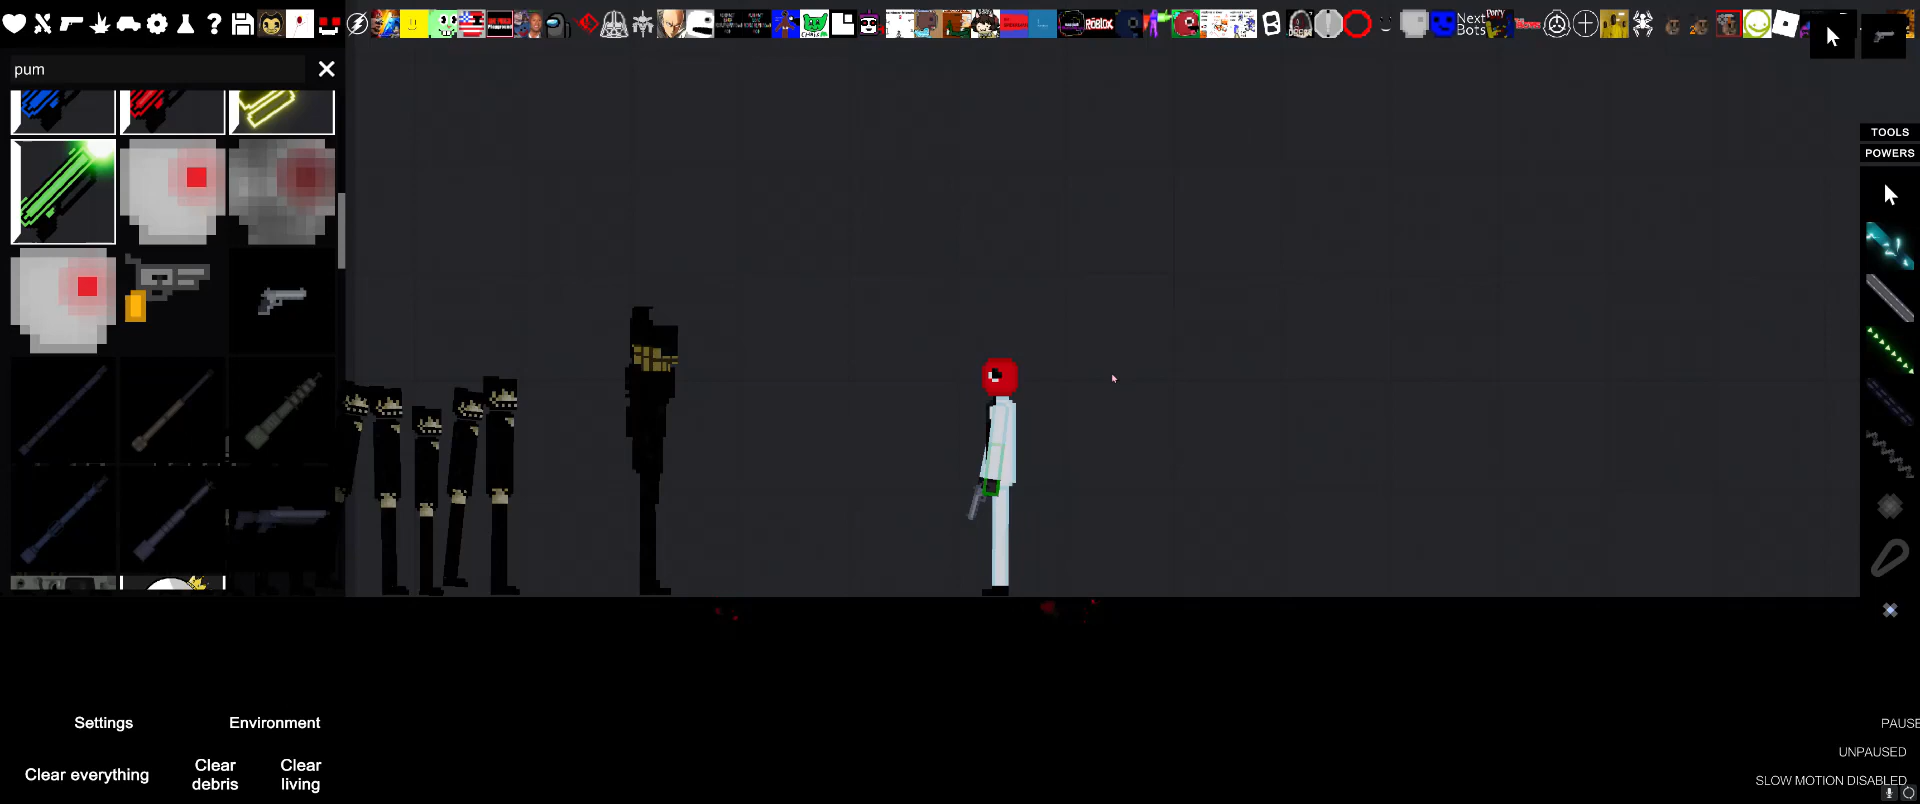 Next
Bots
ROBLOX
pum
TOOLS
POWERS
Settings
Environment
PAUSE
UNPAUSED
Clear everything
Clear
debris
Clear
living
SLOW MOTION DISABLED